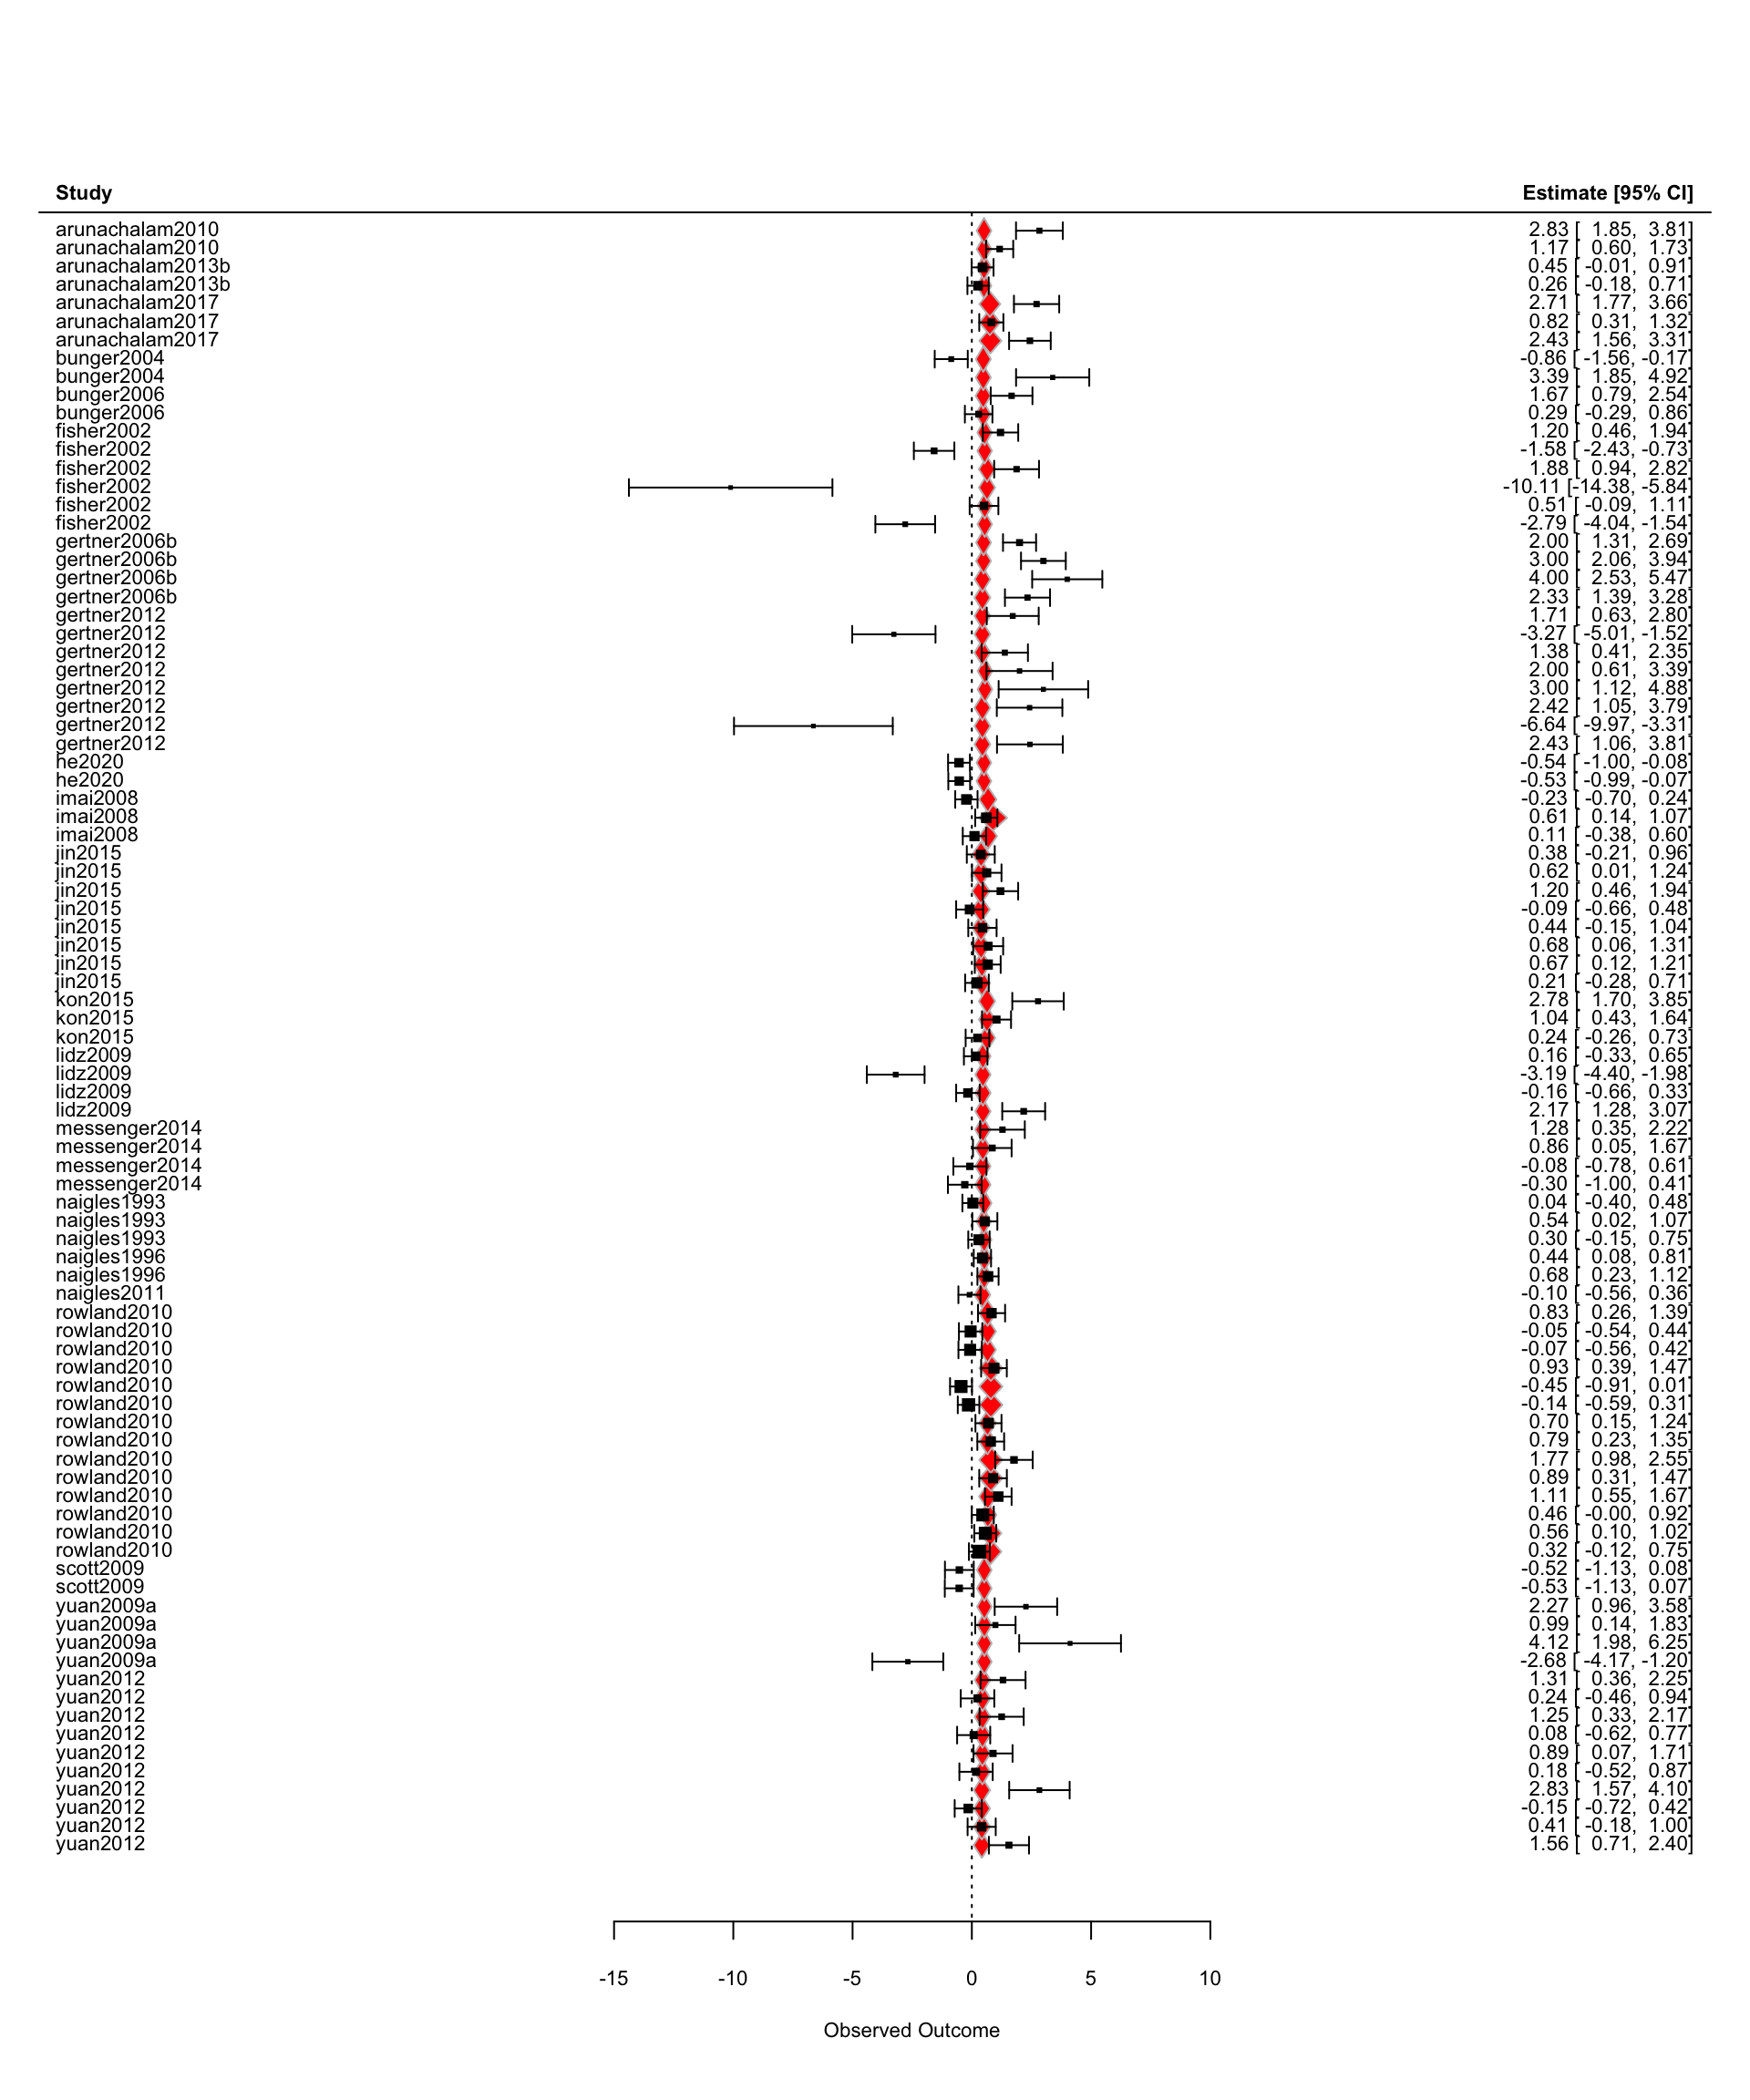 Study Estimate [95% CI]
arunachalam2010 2.83 [ 1.85, 3.81]
arunachalam2010 1.17 [ 0.60, 1.73]
arunachalam2013b 0.45 [ -0.01, 0.91]
arunachalam2013b 0.26 [ -0.18, 0.71]
arunachalam2017 2.71 [ 1.77, 3.66]
arunachalam2017 0.82 [ 0.31, 1.32]
arunachalam2017 2.43 [ 1.56, 3.31]
bunger2004 -0.86 [ -1.56, -0.17]
bunger2004 3.39 [ 1.85, 4.92]
bunger2006 1.67 [ 0.79, 2.54]
bunger2006 0.29 [ -0.29, 0.86]
fisher2002 1.20 [ 0.46, 1.94]
fisher2002 -1.58 [ -2.43, -0.73]
fisher2002 1.88 [ 0.94, 2.82]
fisher2002 -10.11 [-14.38, -5.84]
fisher2002 0.51 [ -0.09, 1.11]
fisher2002 -2.79 [ -4.04, -1.54]
gertner2006b 2.00 [ 1.31, 2.69]
gertner2006b 3.00 [ 2.06, 3.94]
gertner2006b 4.00 [ 2.53, 5.47]
gertner2006b 2.33 [ 1.39, 3.28]
gertner2012 1.71 [ 0.63, 2.80]
gertner2012 -3.27 [ -5.01, -1.52]
gertner2012 1.38 [ 0.41, 2.35]
gertner2012 2.00 [ 0.61, 3.39]
gertner2012 3.00 [ 1.12, 4.88]
gertner2012 2.42 [ 1.05, 3.79]
gertner2012 -6.64 [ -9.97, -3.31]
gertner2012 2.43 [ 1.06, 3.81]
he2020 -0.54 [ -1.00, -0.08]
he2020 -0.53 [ -0.99, -0.07]
imai2008 -0.23 [ -0.70, 0.24]
imai2008 0.61 [ 0.14, 1.07]
imai2008 0.11 [ -0.38, 0.60]
jin2015 0.38 [ -0.21, 0.96]
jin2015 0.62 [ 0.01, 1.24]
jin2015 1.20 [ 0.46, 1.94]
jin2015 -0.09 [ -0.66, 0.48]
jin2015 0.44 [ -0.15, 1.04]
jin2015 0.68 [ 0.06, 1.31]
jin2015 0.67 [ 0.12, 1.21]
jin2015 0.21 [ -0.28, 0.71]
kon2015 2.78 [ 1.70, 3.85]
kon2015 1.04 [ 0.43, 1.64]
kon2015 0.24 [ -0.26, 0.73]
lidz2009 0.16 [ -0.33, 0.65]
lidz2009 -3.19 [ -4.40, -1.98]
lidz2009 -0.16 [ -0.66, 0.33]
lidz2009 2.17 [ 1.28, 3.07]
messenger2014 1.28 [ 0.35, 2.22]
messenger2014 0.86 [ 0.05, 1.67]
messenger2014 -0.08 [ -0.78, 0.61]
messenger2014 -0.30 [ -1.00, 0.41]
naigles1993 0.04 [ -0.40, 0.48]
naigles1993 0.54 [ 0.02, 1.07]
naigles1993 0.30 [ -0.15, 0.75]
naigles1996 0.44 [ 0.08, 0.81]
naigles1996 0.68 [ 0.23, 1.12]
naigles2011 -0.10 [ -0.56, 0.36]
rowland2010 0.83 [ 0.26, 1.39]
rowland2010 -0.05 [ -0.54, 0.44]
rowland2010 -0.07 [ -0.56, 0.42]
rowland2010 0.93 [ 0.39, 1.47]
rowland2010 -0.45 [ -0.91, 0.01]
rowland2010 -0.14 [ -0.59, 0.31]
rowland2010 0.70 [ 0.15, 1.24]
rowland2010 0.79 [ 0.23, 1.35]
rowland2010 1.77 [ 0.98, 2.55]
rowland2010 0.89 [ 0.31, 1.47]
rowland2010 1.11 [ 0.55, 1.67]
rowland2010 0.46 [ -0.00, 0.92]
rowland2010 0.56 [ 0.10, 1.02]
rowland2010 0.32 [ -0.12, 0.75]
scott2009 -0.52 [ -1.13, 0.08]
scott2009 -0.53 [ -1.13, 0.07]
yuan2009a 2.27 [ 0.96, 3.58]
yuan2009a 0.99 [ 0.14, 1.83]
yuan2009a 4.12 [ 1.98, 6.25]
yuan2009a -2.68 [ -4.17, -1.20]
yuan2012 1.31 [ 0.36, 2.25]
yuan2012 0.24 [ -0.46, 0.94]
yuan2012 1.25 [ 0.33, 2.17]
yuan2012 0.08 [ -0.62, 0.77]
yuan2012 0.89 [ 0.07, 1.71]
yuan2012 0.18 [ -0.52, 0.87]
yuan2012 2.83 [ 1.57, 4.10]
yuan2012 -0.15 [ -0.72, 0.42]
yuan2012 0.41 [ -0.18, 1.00]
yuan2012 1.56 [ 0.71, 2.40]
-15 -10 -5 0 5 10
Observed Outcome